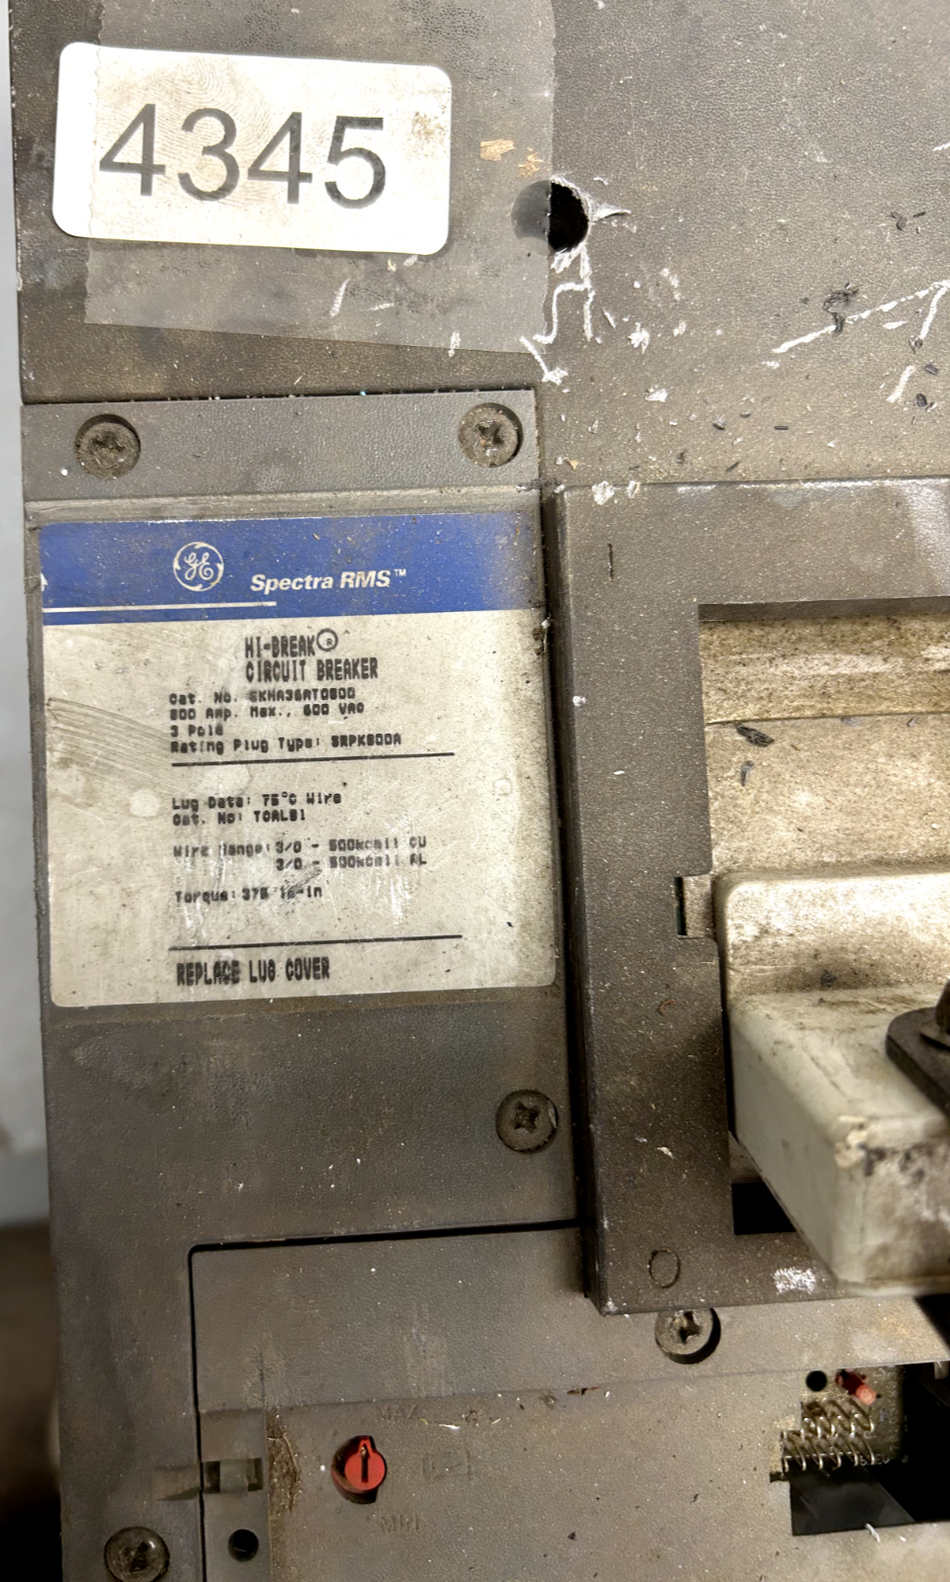 4345
GE
Spectra RMS™
HI-BREAK®
CIRCUIT BREAKER
Cat. No. SKHA36AT0800
800 Amp. Max., 600 VAC
3 Pole
Rating Plug Type: SRPK800A
Lug Data: 75°C Wire
Cat. No: TCAL81
Wire Range: 3/0 - 500kcmil CU
3/0 - 500kcmil AL
Torque: 375 lb-in
REPLACE LUG COVER
MAX
MIN